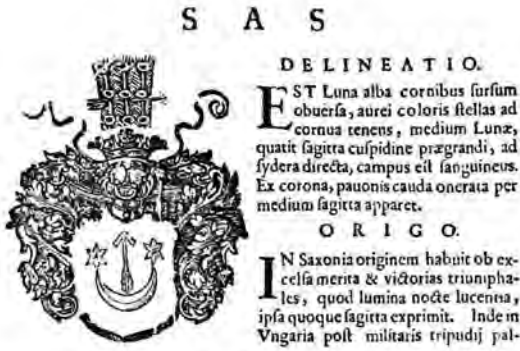 S A S
DELINEATIO.
EST Luna alba cornibus ſurſum
obuerſa, aurei coloris ſtellas ad
cornua tenens, medium Lunæ,
quatit ſagitta cuſpidine prægrandi, ad
ſydera directa, campus eſt ſanguineus.
Ex corona, pauonis cauda onerata per
medium ſagitta apparet.
ORIGO.
IN Saxonia originem habuit ob ex-
celſa merita & victorias triumpha-
les, quod lumina nocte lucentia,
ipſa quoque ſagitta exprimit. Inde in
Vngaria poſt militaris tripudij pal-